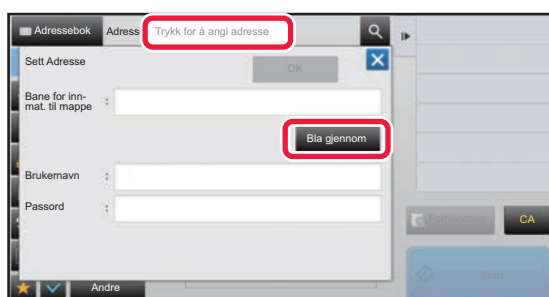 Adressebok
Adress
Trykk for å angi adresse
Sett Adresse
OK
Bane for inn-
mat. til mappe :
Bla gjennom
Brukernavn :
Passord :
CA
Start
Andre